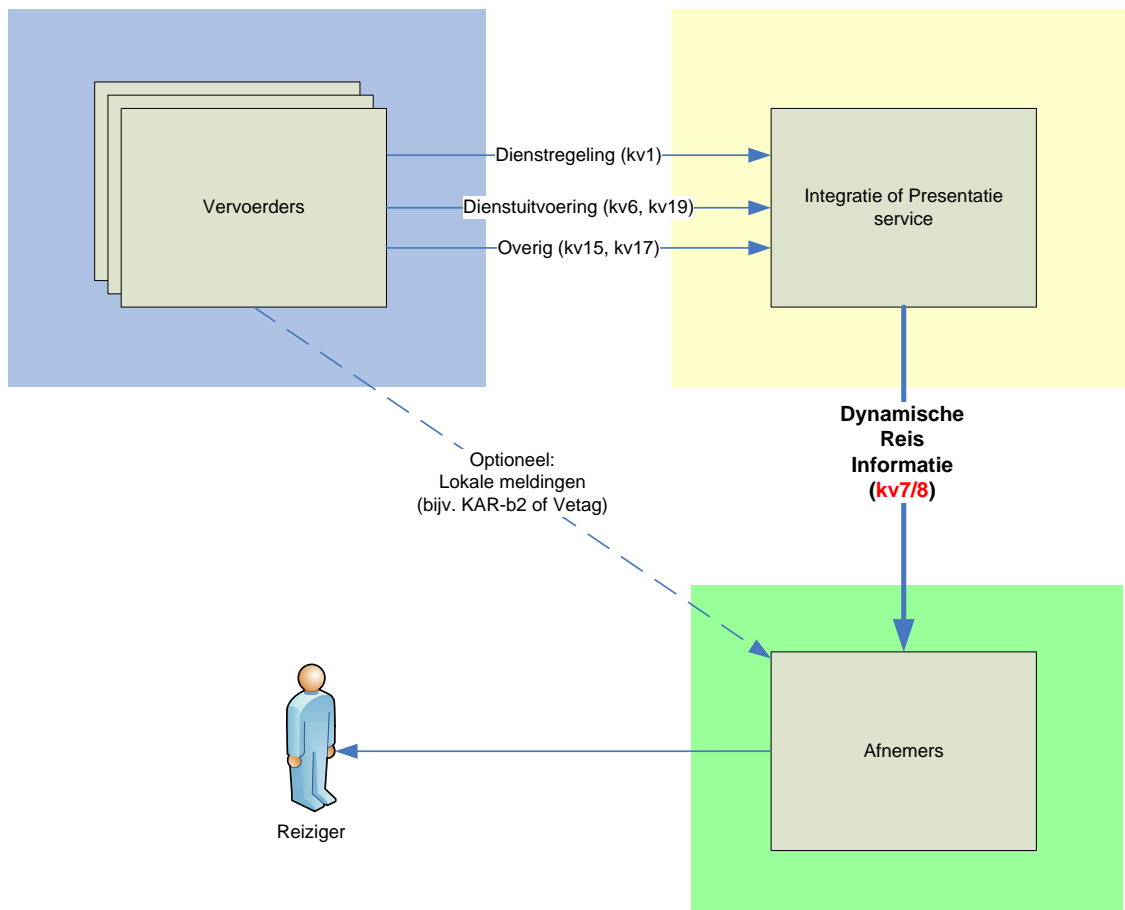 Vervoerders
Dienstregeling (kv1)
Dienstuitvoering (kv6, kv19)
Overig (kv15, kv17)
Integratie of Presentatie
service
Dynamische
Reis
Informatie
(kv7/8)
Optioneel:
Lokale meldingen
(bijv. KAR-b2 of Vetag)
Afnemers
Reiziger